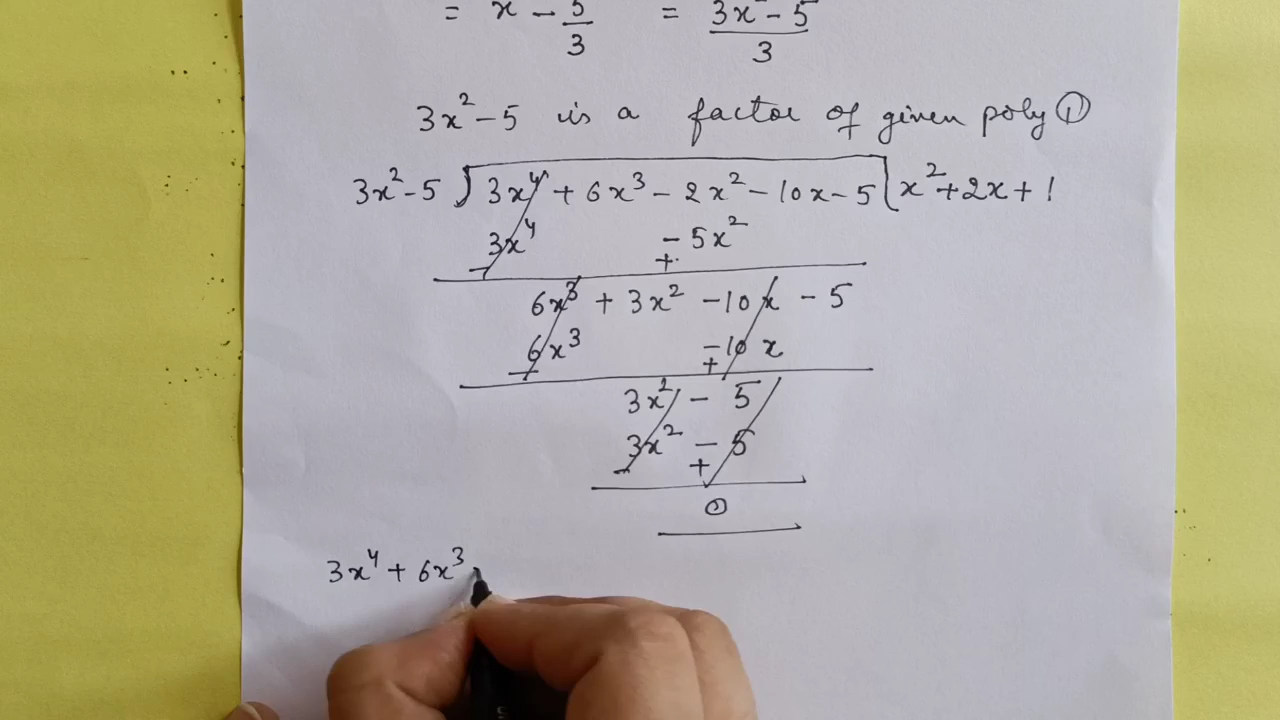 = x - 5/3 = 3x² - 5/3
3x² - 5 is a factor of given poly ①
3x² - 5 ) 3x⁴ + 6x³ - 2x² - 10x - 5 ( x² + 2x + 1
3x⁴ - 5x²
- +
6x³ + 3x² - 10x - 5
6x³ - 10x
- +
3x² - 5
3x² - 5
- +
0
3x⁴ + 6x³